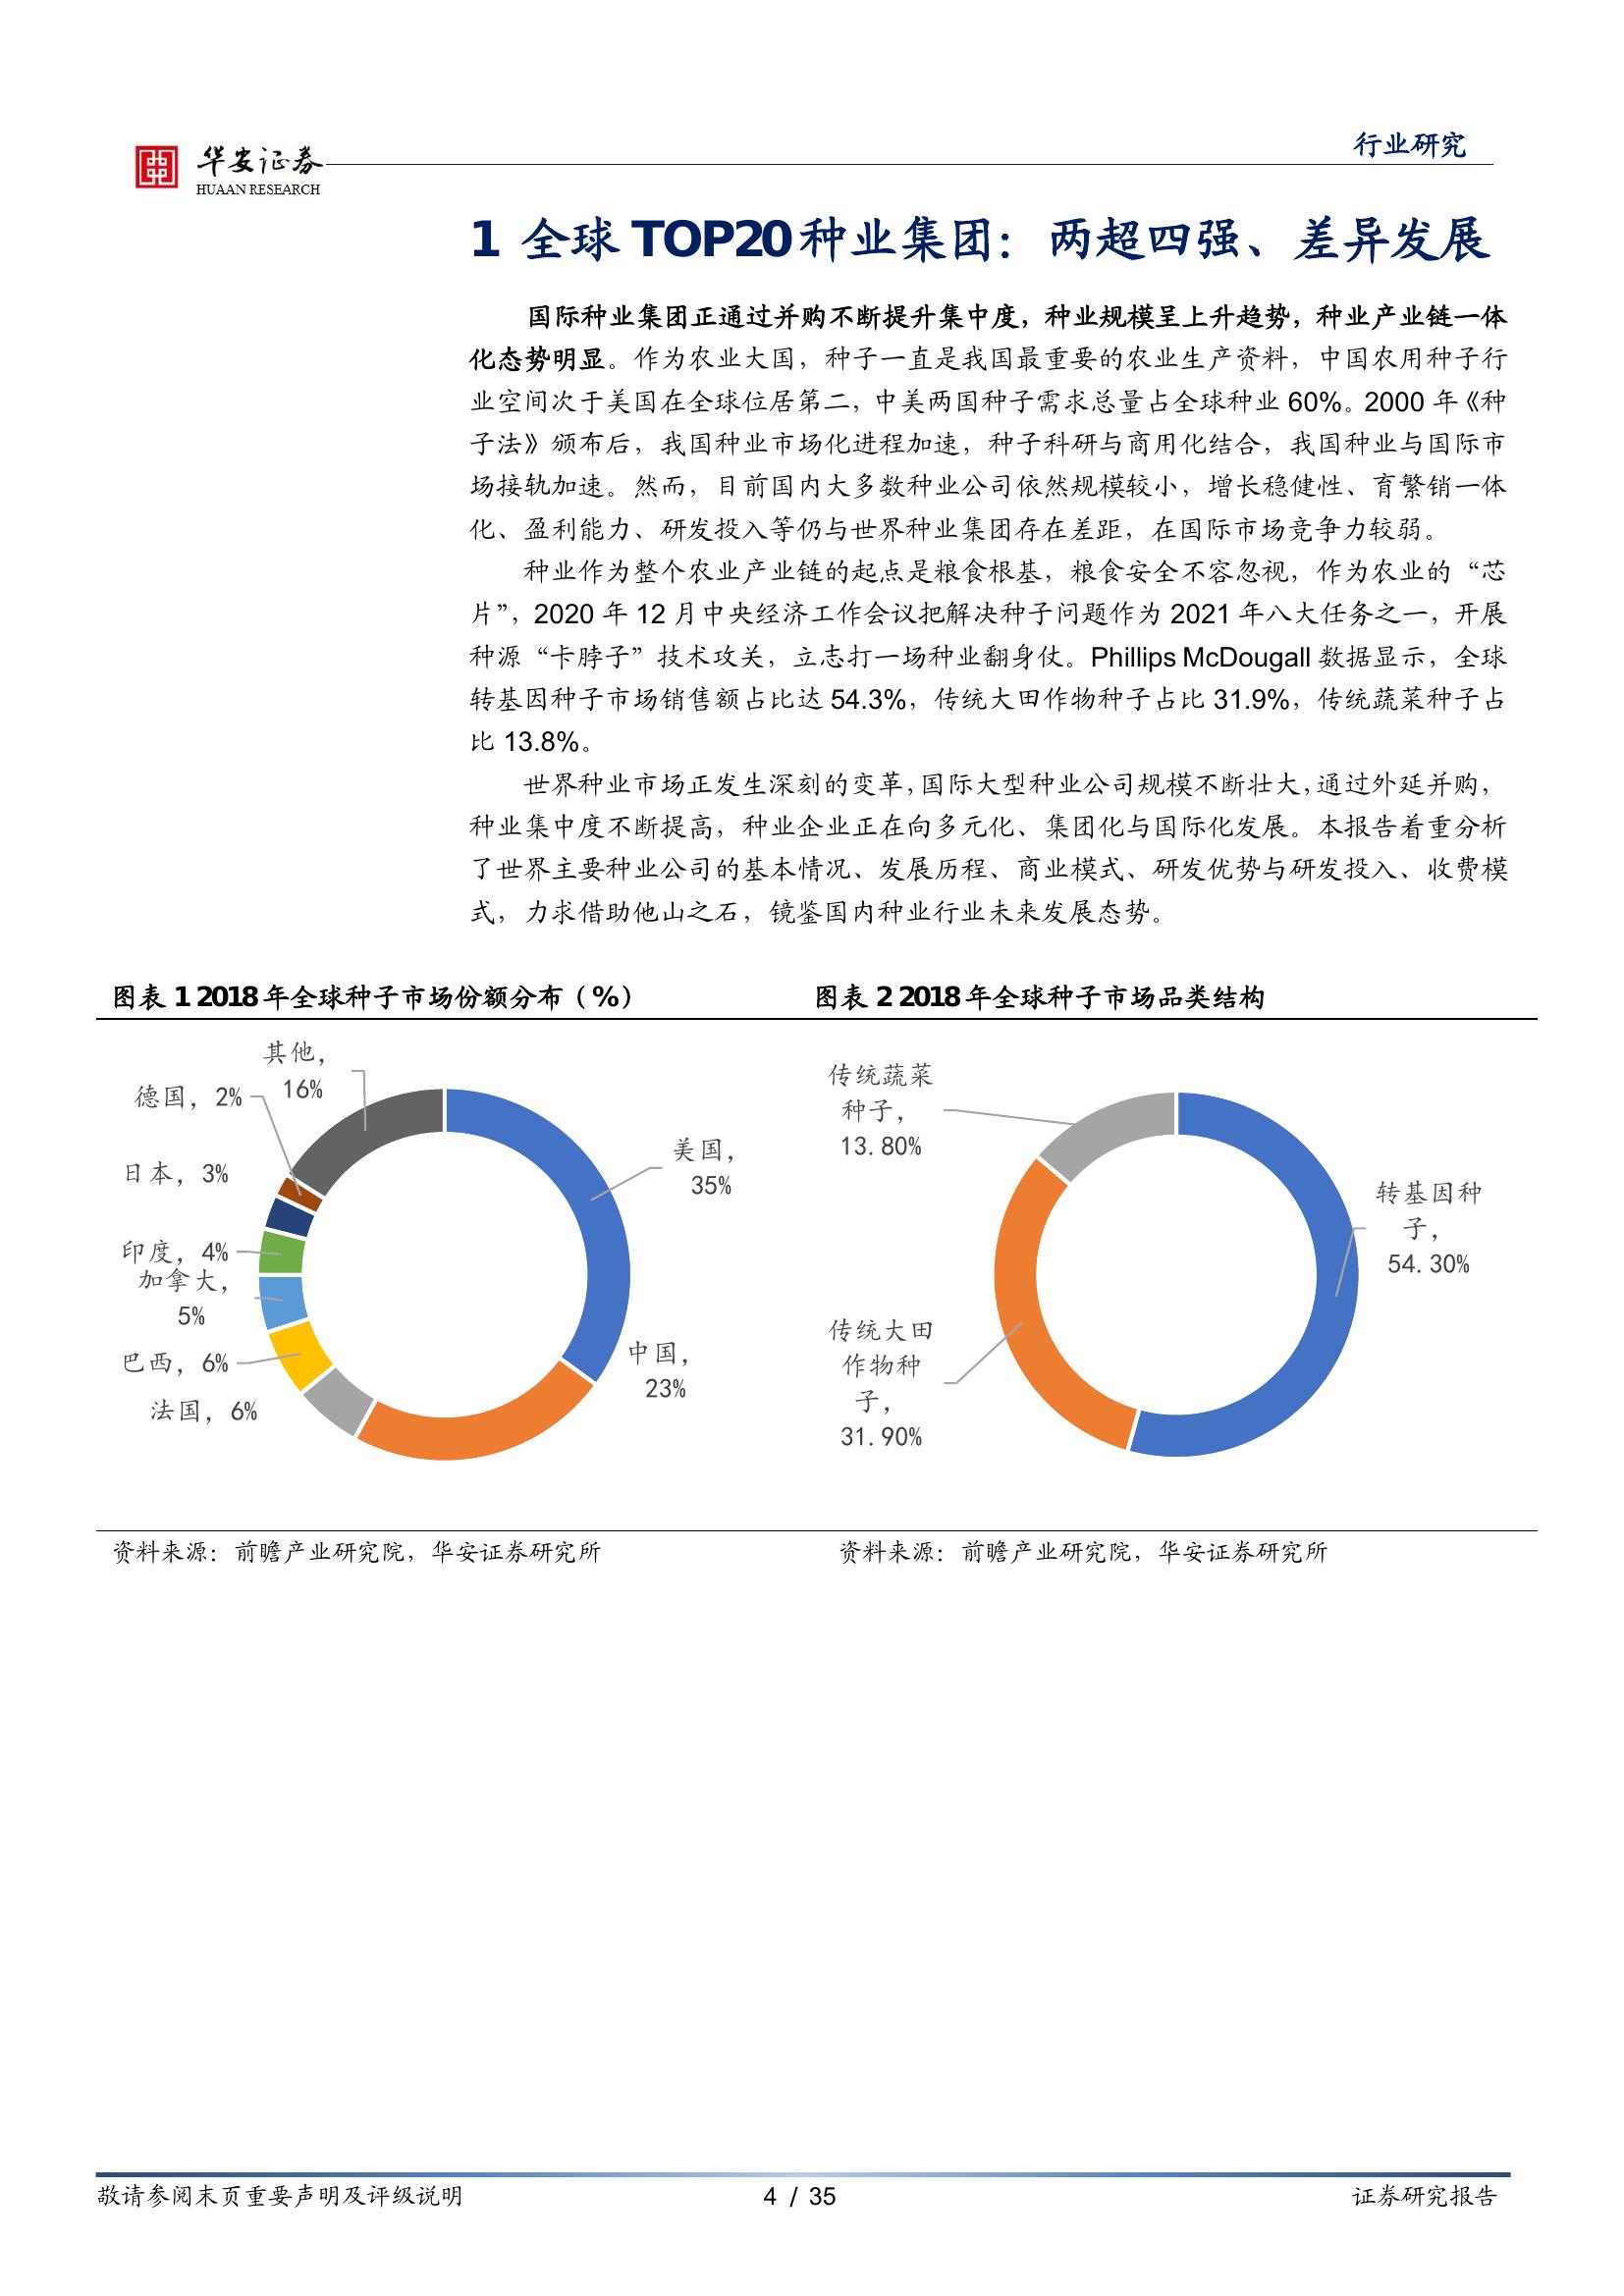 华安证券
HUAAN RESEARCH
行业研究
1 全球 TOP20 种业集团：两超四强、差异发展
国际种业集团正通过并购不断提升集中度，种业规模呈上升趋势，种业产业链一体
化态势明显。作为农业大国，种子一直是我国最重要的农业生产资料，中国农用种子行
业空间次于美国在全球位居第二，中美两国种子需求总量占全球种业 60%。2000 年《种
子法》颁布后，我国种业市场化进程加速，种子科研与商用化结合，我国种业与国际市
场接轨加速。然而，目前国内大多数种业公司依然规模较小，增长稳健性、育繁销一体
化、盈利能力、研发投入等仍与世界种业集团存在差距，在国际市场竞争力较弱。
种业作为整个农业产业链的起点是粮食根基，粮食安全不容忽视，作为农业的“芯
片”，2020 年 12 月中央经济工作会议把解决种子问题作为 2021 年八大任务之一，开展
种源“卡脖子”技术攻关，立志打一场种业翻身仗。Phillips McDougall 数据显示，全球
转基因种子市场销售额占比达 54.3%，传统大田作物种子占比 31.9%，传统蔬菜种子占
比 13.8%。
世界种业市场正发生深刻的变革，国际大型种业公司规模不断壮大，通过外延并购，
种业集中度不断提高，种业企业正在向多元化、集团化与国际化发展。本报告着重分析
了世界主要种业公司的基本情况、发展历程、商业模式、研发优势与研发投入、收费模
式，力求借助他山之石，镜鉴国内种业行业未来发展态势。
图表 1 2018 年全球种子市场份额分布（%）
其他，
16%
德国，2%
日本，3%
印度，4%
加拿大，
5%
巴西，6%
法国，6%
美国，
35%
中国，
23%
图表 2 2018 年全球种子市场品类结构
传统蔬菜
种子，
13.80%
转基因种
子，
54.30%
传统大田
作物种
子，
31.90%
资料来源：前瞻产业研究院，华安证券研究所
资料来源：前瞻产业研究院，华安证券研究所
敬请参阅末页重要声明及评级说明
4 / 35
证券研究报告